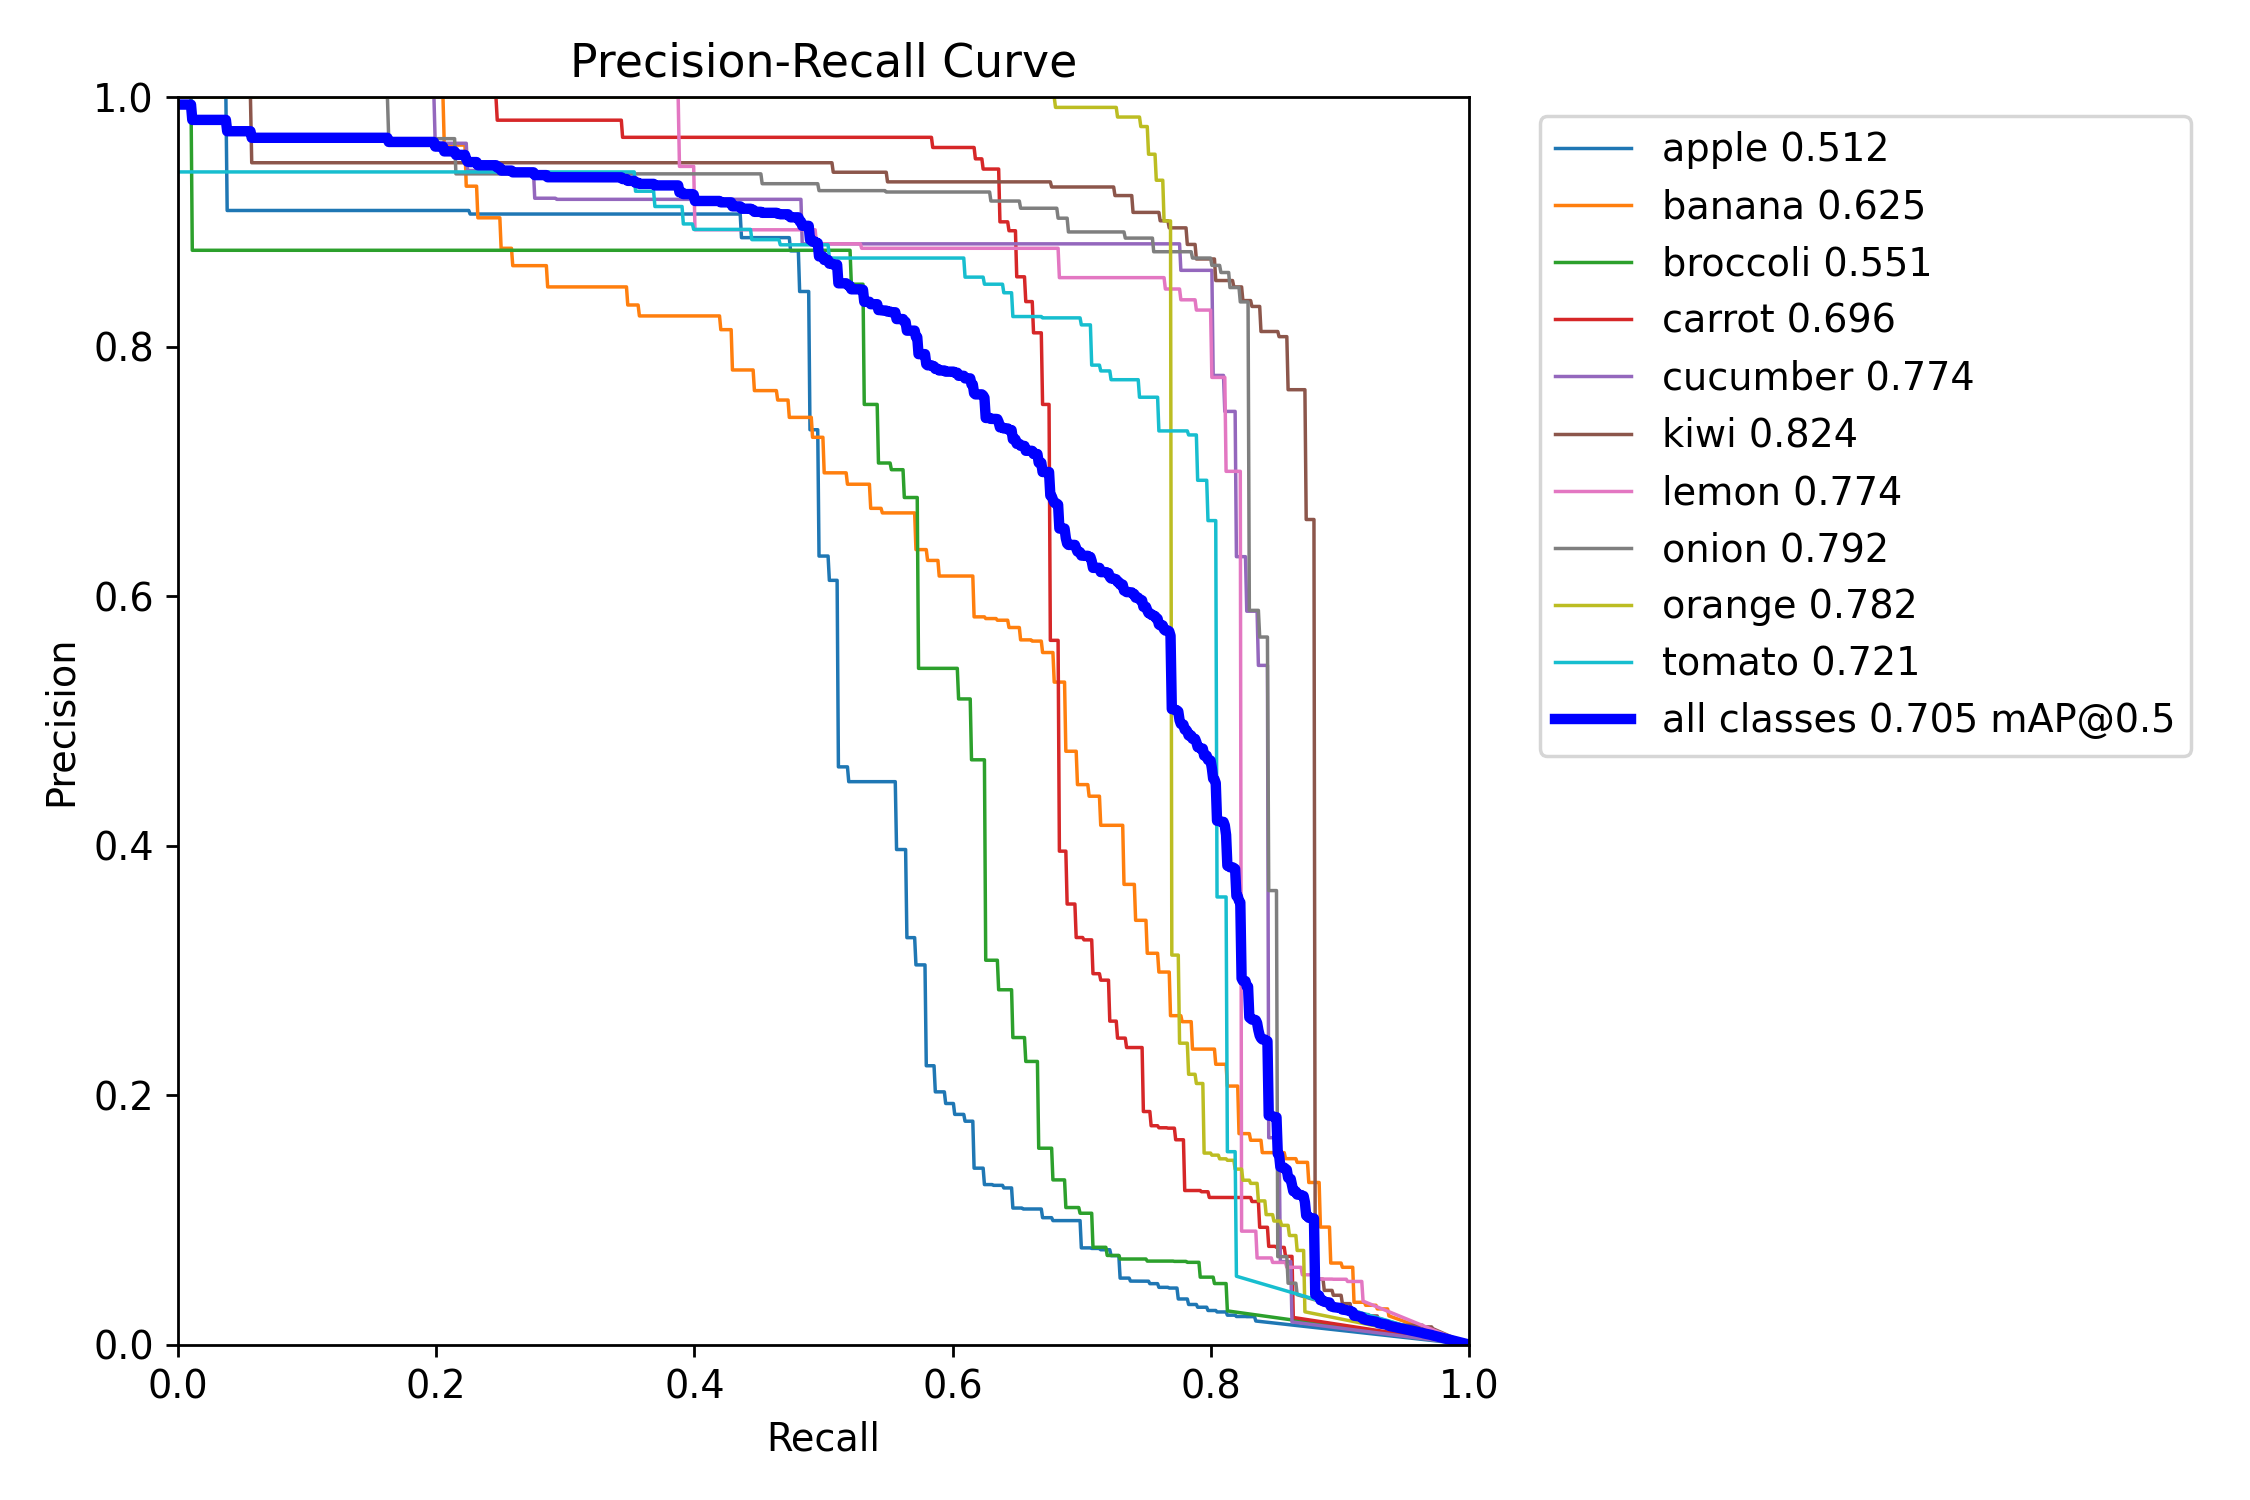 Precision-Recall Curve
1.0
0.8
0.6
0.4
0.2
0.0
Precision
0.0 0.2 0.4 0.6 0.8 1.0
Recall
apple 0.512
banana 0.625
broccoli 0.551
carrot 0.696
cucumber 0.774
kiwi 0.824
lemon 0.774
onion 0.792
orange 0.782
tomato 0.721
all classes 0.705 mAP@0.5